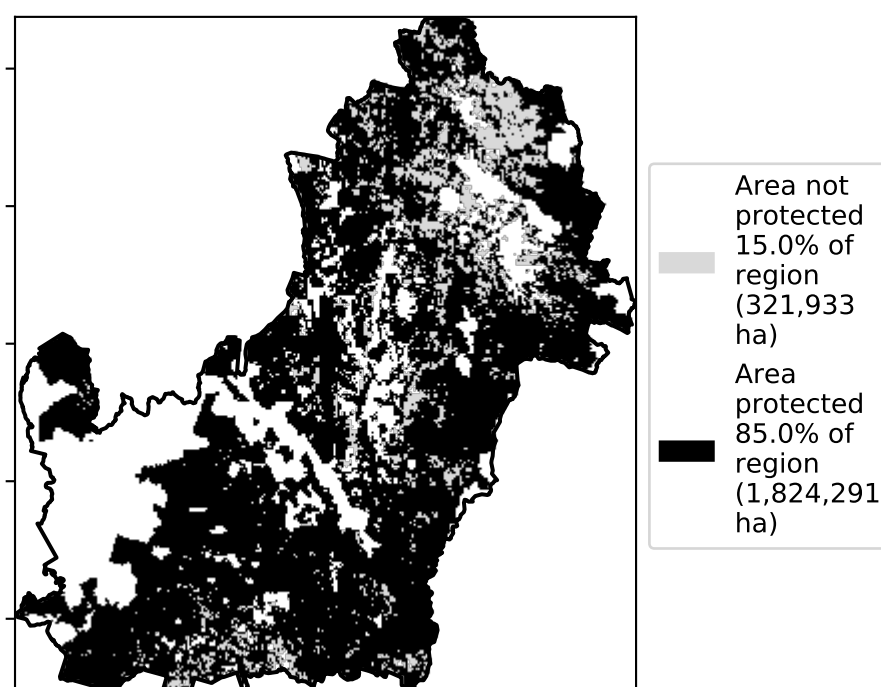 Area not
protected
15.0% of
region
(321,933
ha)
Area
protected
85.0% of
region
(1,824,291
ha)